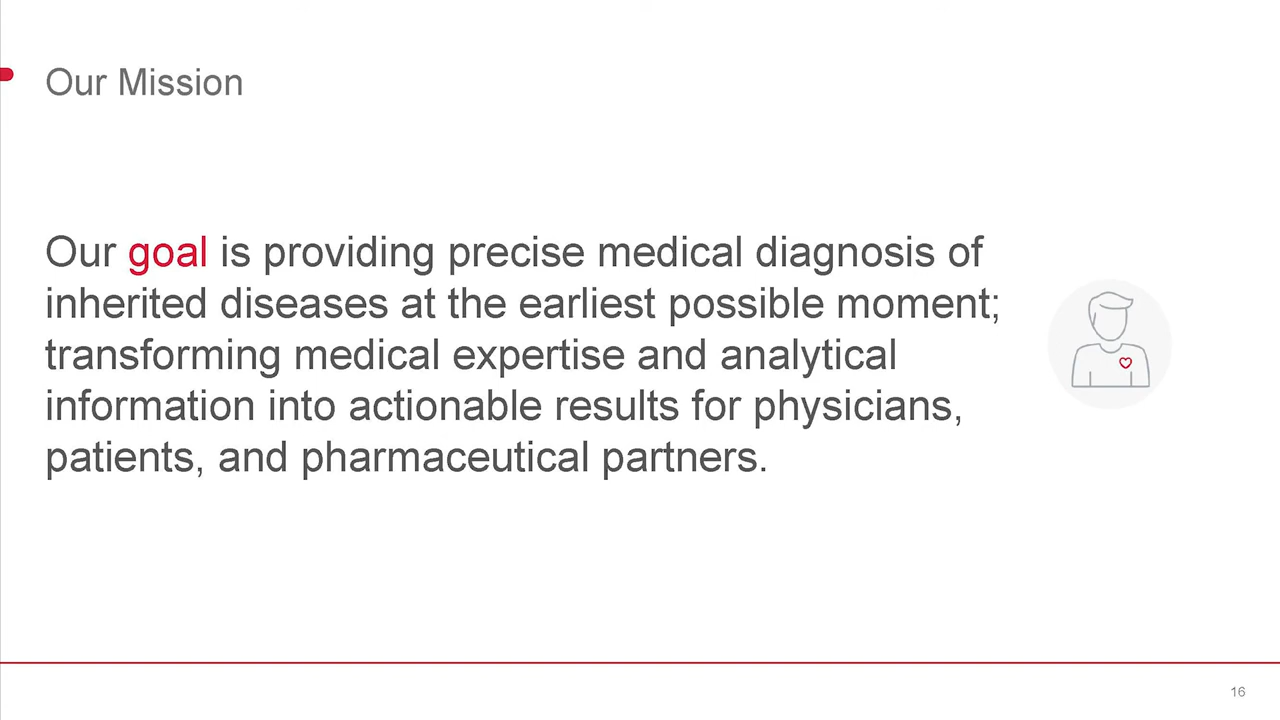 Our Mission
Our goal is providing precise medical diagnosis of
inherited diseases at the earliest possible moment;
transforming medical expertise and analytical
information into actionable results for physicians,
patients, and pharmaceutical partners.
16